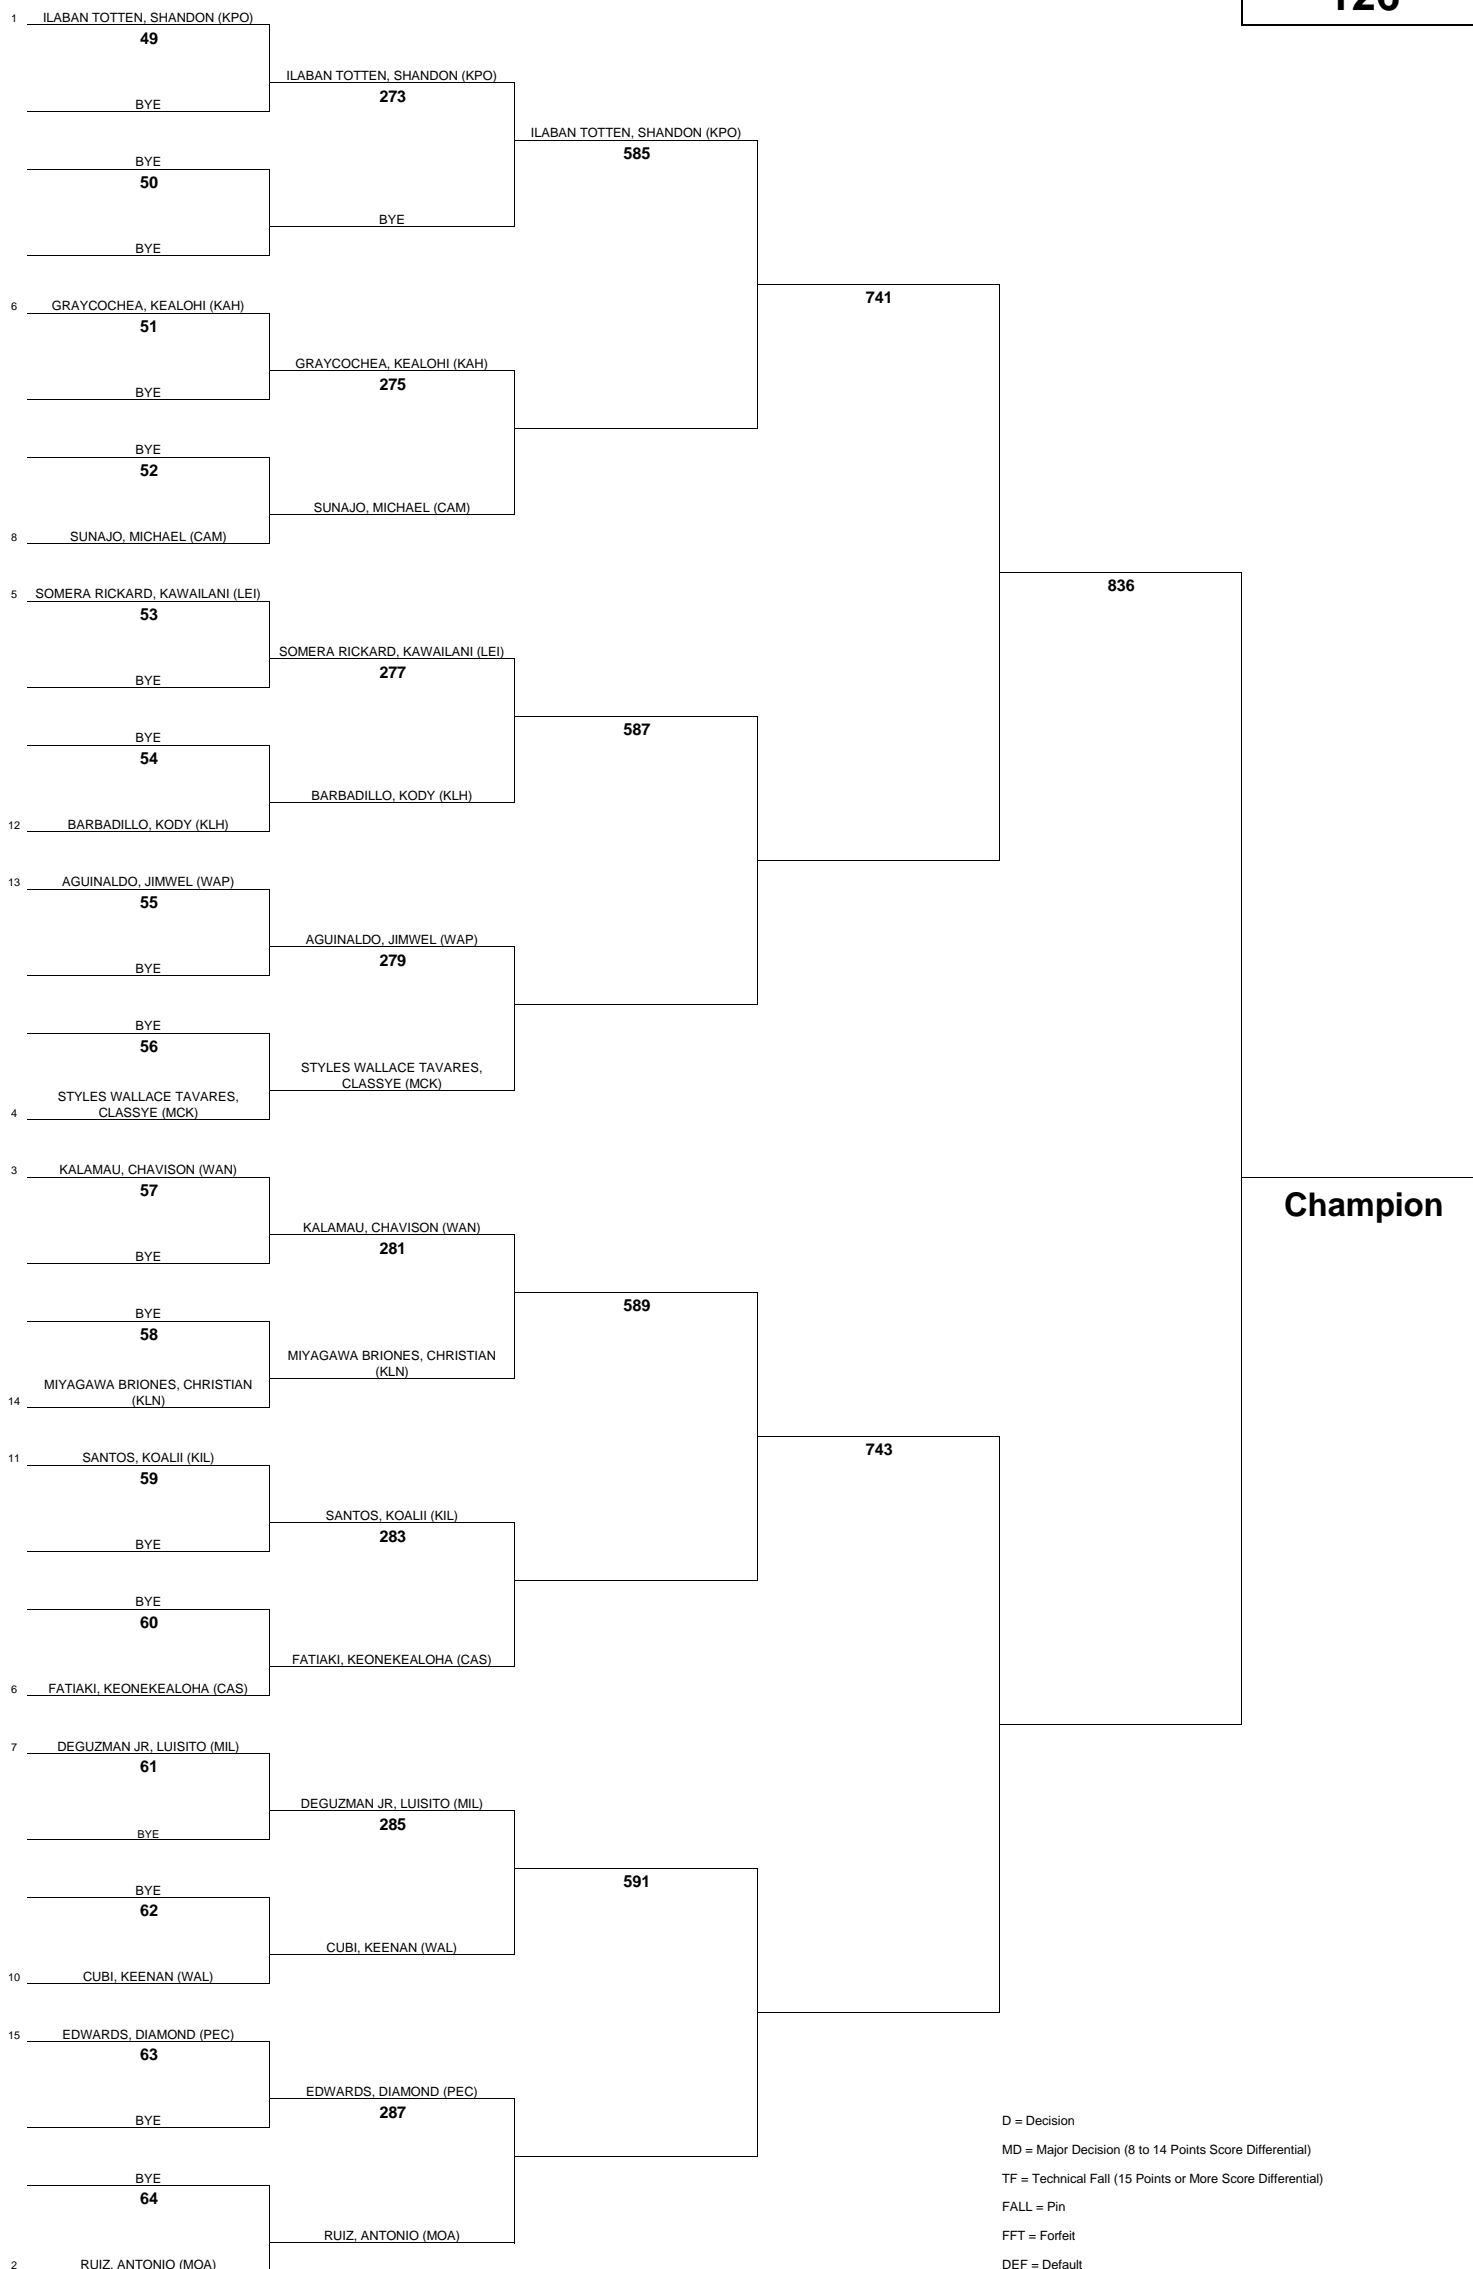 126
1 ILABAN TOTTEN, SHANDON (KPO)
49
ILABAN TOTTEN, SHANDON (KPO)
273
BYE
ILABAN TOTTEN, SHANDON (KPO)
585
BYE
50
BYE
BYE
6 GRAYCOCHEA, KEALOHI (KAH)
741
51
GRAYCOCHEA, KEALOHI (KAH)
275
BYE
BYE
52
SUNAJO, MICHAEL (CAM)
8 SUNAJO, MICHAEL (CAM)
836
5 SOMERA RICKARD, KAWAILANI (LEI)
53
SOMERA RICKARD, KAWAILANI (LEI)
277
BYE
587
BYE
54
BARBADILLO, KODY (KLH)
12 BARBADILLO, KODY (KLH)
13 AGUINALDO, JIMWEL (WAP)
55
AGUINALDO, JIMWEL (WAP)
279
BYE
BYE
56
STYLES WALLACE TAVARES,
CLASSYE (MCK)
STYLES WALLACE TAVARES,
4 CLASSYE (MCK)
3 KALAMAU, CHAVISON (WAN)
57
Champion
KALAMAU, CHAVISON (WAN)
281
BYE
589
BYE
58
MIYAGAWA BRIONES, CHRISTIAN
(KLN)
MIYAGAWA BRIONES, CHRISTIAN
14 (KLN)
743
11 SANTOS, KOALII (KIL)
59
SANTOS, KOALII (KIL)
283
BYE
BYE
60
FATIAKI, KEONEKEALOHA (CAS)
6 FATIAKI, KEONEKEALOHA (CAS)
7 DEGUZMAN JR, LUISITO (MIL)
61
DEGUZMAN JR, LUISITO (MIL)
285
BYE
591
BYE
62
CUBI, KEENAN (WAL)
10 CUBI, KEENAN (WAL)
15 EDWARDS, DIAMOND (PEC)
63
EDWARDS, DIAMOND (PEC)
287
BYE
D = Decision
MD = Major Decision (8 to 14 Points Score Differential)
BYE
TF = Technical Fall (15 Points or More Score Differential)
64
FALL = Pin
RUIZ, ANTONIO (MOA)
FFT = Forfeit
2 RUIZ, ANTONIO (MOA)
DEF = Default